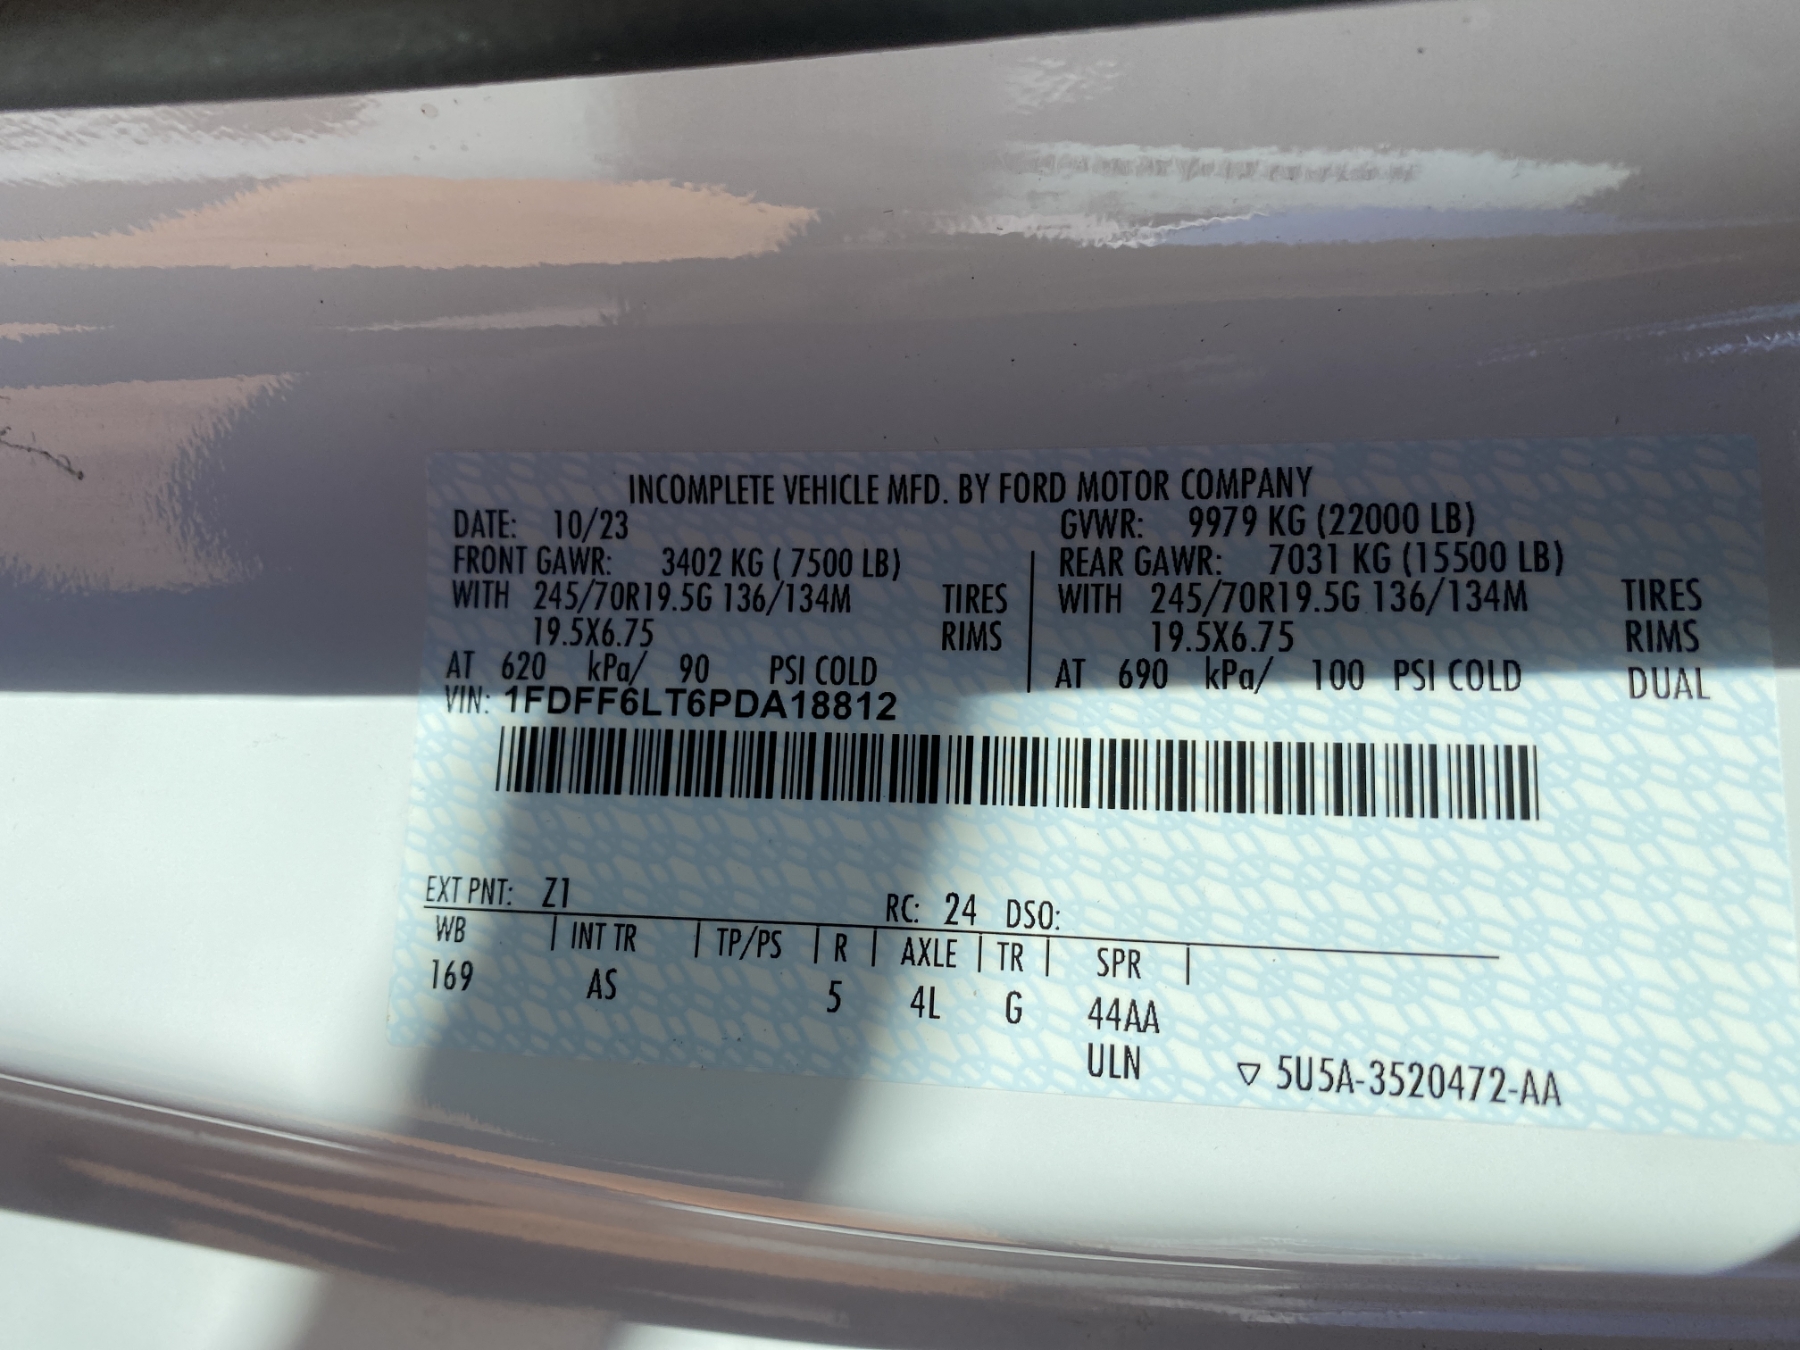 INCOMPLETE VEHICLE MFD. BY FORD MOTOR COMPANY
DATE: 10/23 GVWR: 9979 KG (22000 LB)
FRONT GAWR: 3402 KG ( 7500 LB) REAR GAWR: 7031 KG (15500 LB)
WITH 245/70R19.5G 136/134M TIRES WITH 245/70R19.5G 136/134M TIRES
19.5X6.75 RIMS 19.5X6.75 RIMS
AT 620 kPa/ 90 PSI COLD AT 690 kPa/ 100 PSI COLD DUAL
VIN: 1FDFF6LT6PDA18812
EXT PNT: Z1 RC: 24 DSO:
WB INT TR TP/PS R AXLE TR SPR
169 AS 5 4L G 44AA
ULN ▽ 5U5A-3520472-AA